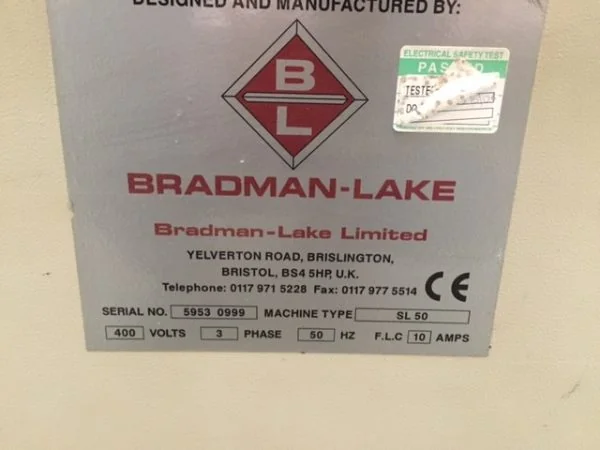 DESIGNED AND MANUFACTURED BY:
B
L
ELECTRICAL SAFETY TEST
BRADMAN-LAKE
Bradman-Lake Limited
YELVERTON ROAD, BRISLINGTON,
BRISTOL, BS4 5HP, U.K.
Telephone: 0117 971 5228 Fax: 0117 977 5514 CE
SERIAL NO. 5953 0999 MACHINE TYPE SL 50
400 VOLTS 3 PHASE 50 HZ F.L.C 10 AMPS